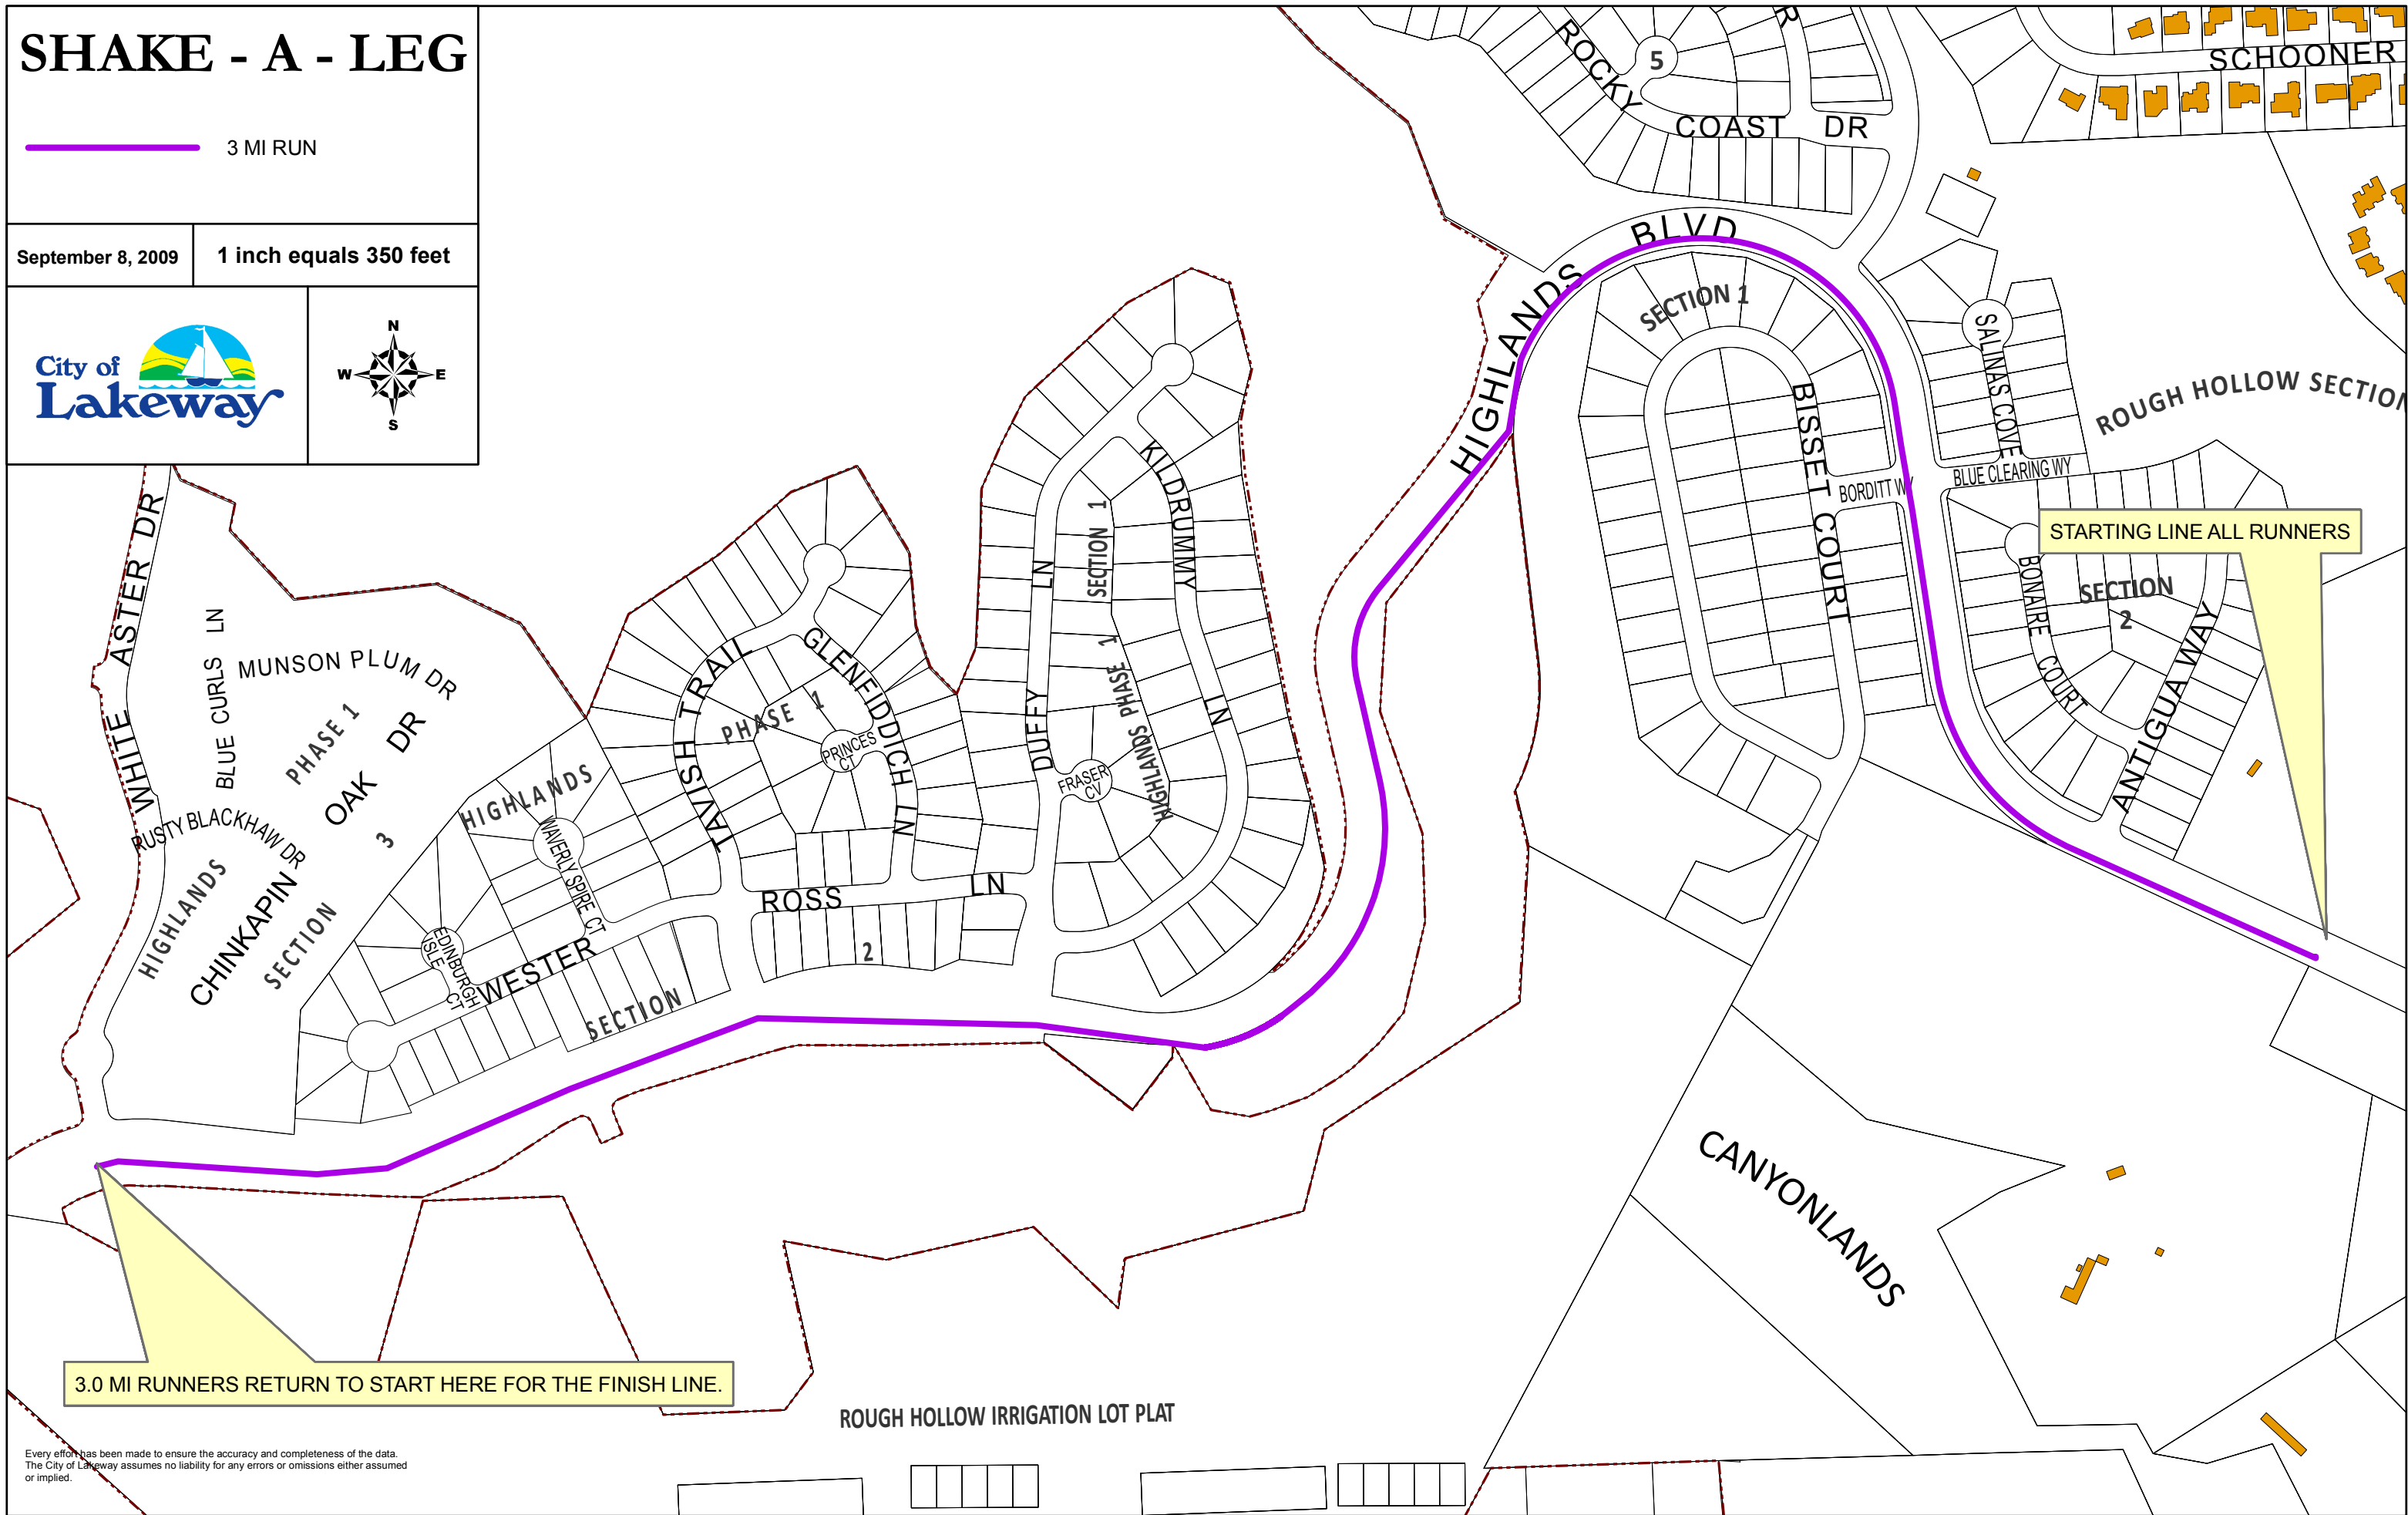 SHAKE - A - LEG
3 MI RUN
September 8, 2009
1 inch equals 350 feet
City of
Lakeway
N
W E
S
ROCKY
5
COAST DR
R
SCHOONER
HIGHLANDS BLVD
SECTION 1
SALINAS COVE
ROUGH HOLLOW SECTION
BISSET COURT
BORDITT W
BLUE CLEARING WY
STARTING LINE ALL RUNNERS
BONAIRE COURT
SECTION
2
ANTIGUA WAY
KILDRUMMY LN
SECTION 1
DUFFY LN
HIGHLANDS PHASE 1
FRASER
CV
WHITE ASTER DR
BLUE CURLS LN
MUNSON PLUM DR
PHASE 1
CHINKAPIN OAK DR
RUSTY BLACKHAW DR
HIGHLANDS
SECTION 3
TAVISH TRAIL
GLENFIDDICH LN
PHASE 1
PRINCES
CT
HIGHLANDS
WAVERLY SPIRE CT
EDINBURGH CT
ISLE
WESTER ROSS LN
SECTION 2
CANYONLANDS
3.0 MI RUNNERS RETURN TO START HERE FOR THE FINISH LINE.
ROUGH HOLLOW IRRIGATION LOT PLAT
Every effort has been made to ensure the accuracy and completeness of the data.
The City of Lakeway assumes no liability for any errors or omissions either assumed
or implied.